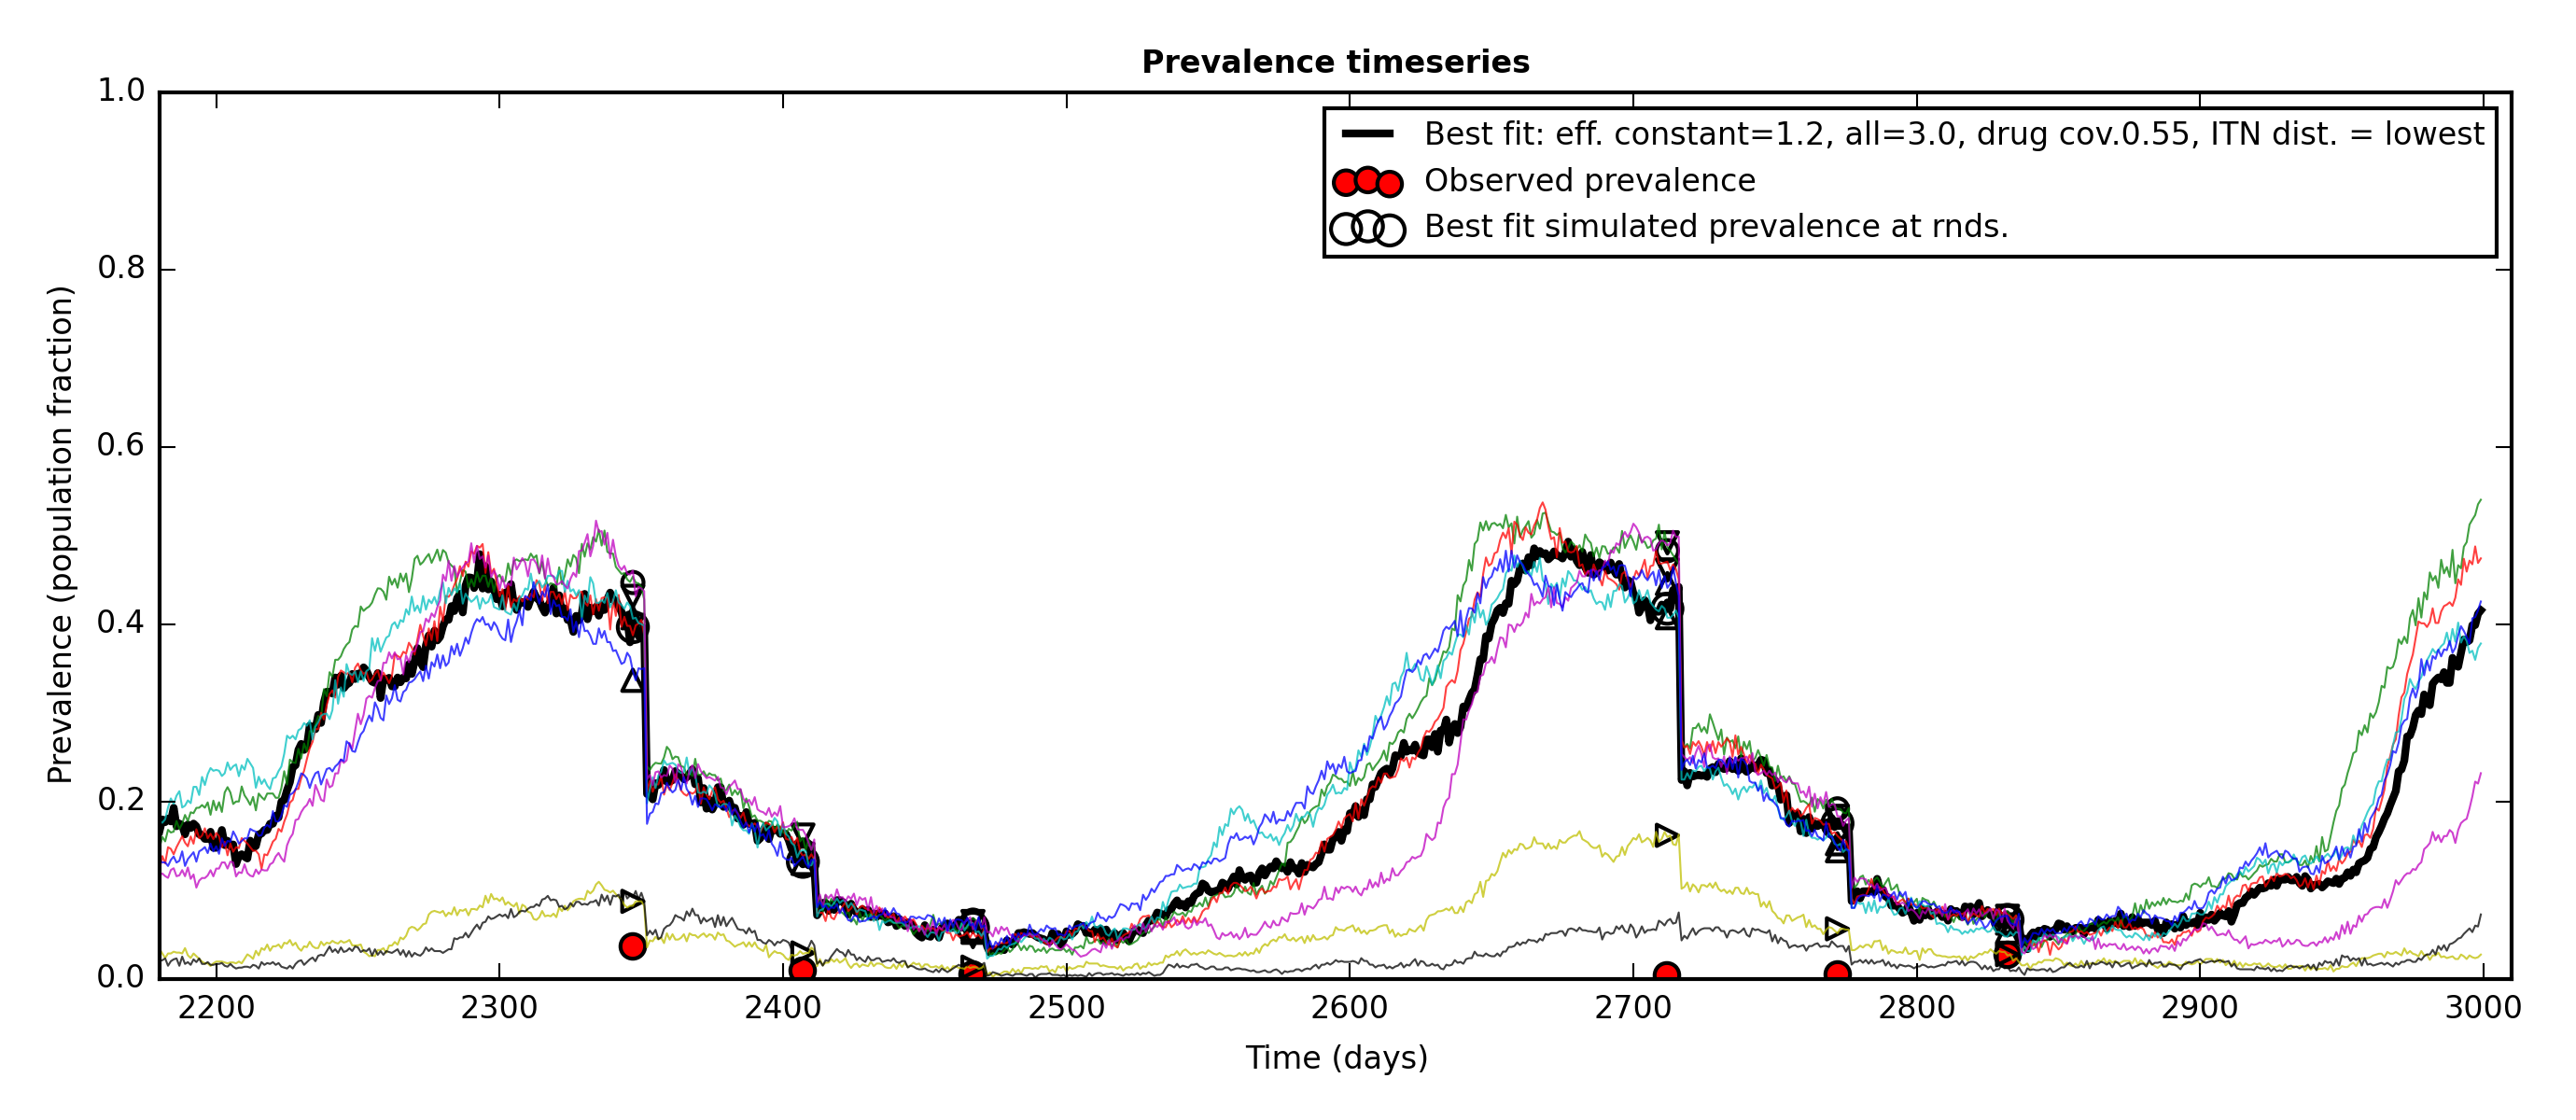 Prevalence timeseries
1.0
0.8
0.6
0.4
0.2
0.0
Prevalence (population fraction)
Best fit: eff. constant=1.2, all=3.0, drug cov.0.55, ITN dist. = lowest
Observed prevalence
Best fit simulated prevalence at rnds.
2200 2300 2400 2500 2600 2700 2800 2900 3000
Time (days)